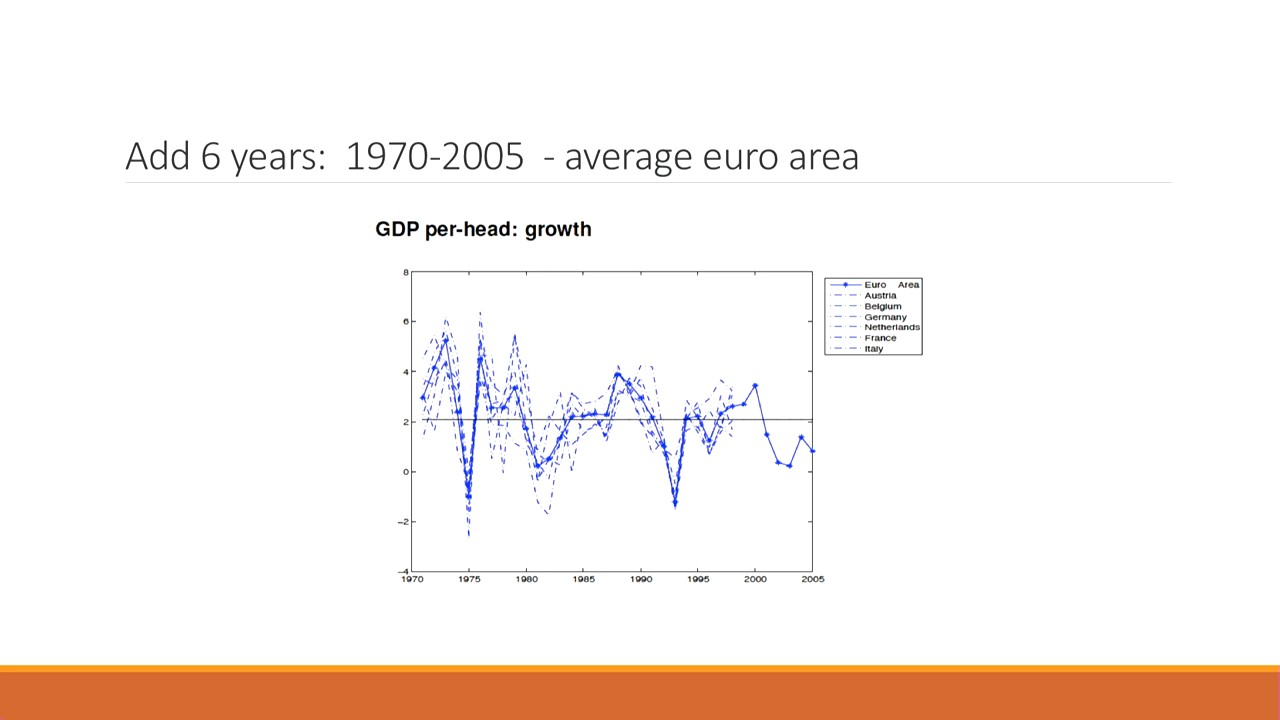 Add 6 years:  1970-2005  - average euro area
GDP per-head: growth
8
6
4
2
0
−2
−4
1970 1975 1980 1985 1990 1995 2000 2005
Euro Area
Austria
Belgium
Germany
Netherlands
France
Italy